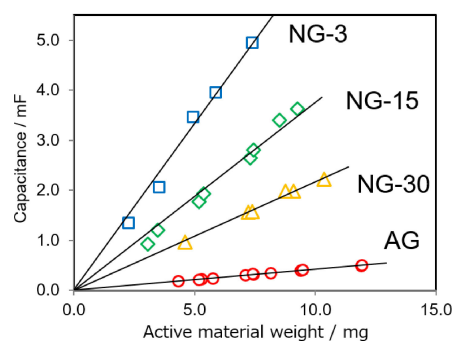 5.0
4.0
3.0
2.0
1.0
0.0
Capacitance / mF
NG-3
NG-15
NG-30
AG
0.0
5.0
10.0
15.0
Active material weight / mg